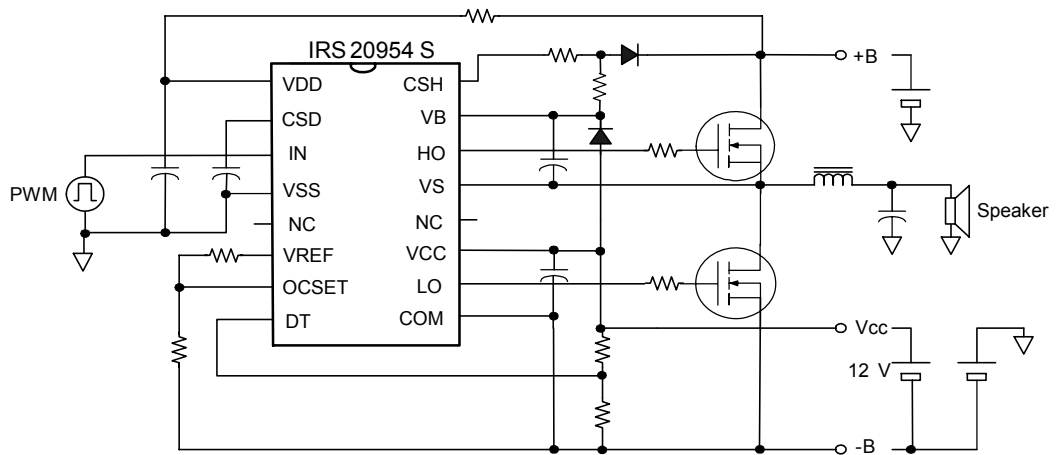 IRS 20954 S
VDD
CSD
IN
VSS
NC
VREF
OCSET
DT
CSH
VB
HO
VS
NC
VCC
LO
COM
PWM
+B
Speaker
Vcc
12 V
-B